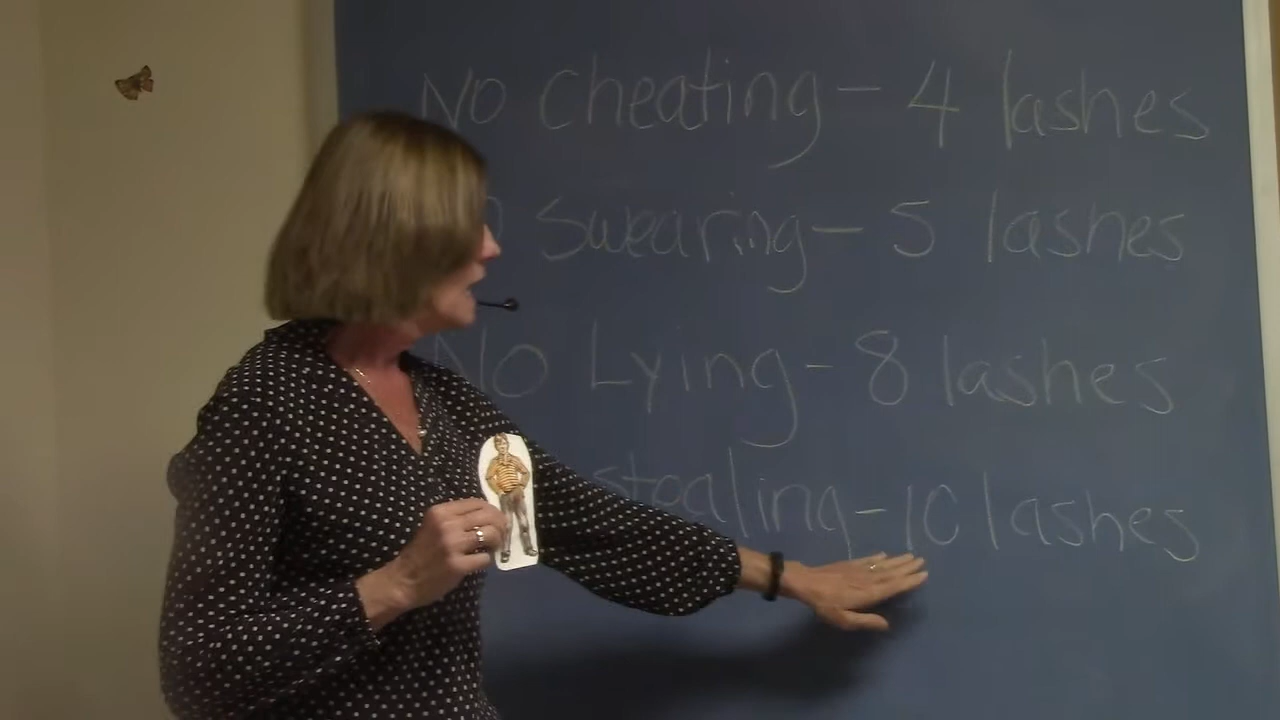 No Cheating - 4 lashes
Swearing - 5 lashes
No Lying - 8 lashes
stealing - 10 lashes